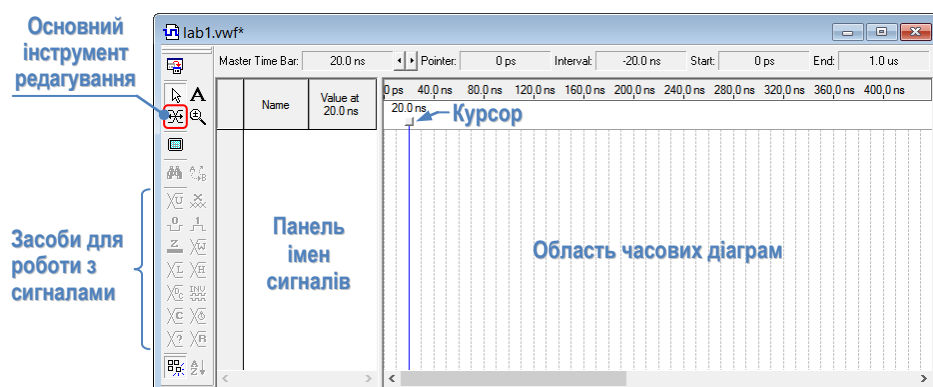 Основний
інструмент
редагування
lab1.vwf*
Master Time Bar: 20.0 ns Pointer: 0 ps Interval: -20.0 ns Start: 0 ps End: 1.0 us
A
Name
Value at
20.0 ns
0 ps 40.0 ns 80.0 ns 120.0 ns 160.0 ns 200.0 ns 240.0 ns 280.0 ns 320.0 ns 360.0 ns 400.0 ns
20.0 ns
Курсор
Засоби для
роботи з
сигналами
Панель
імен
сигналів
Область часових діаграм